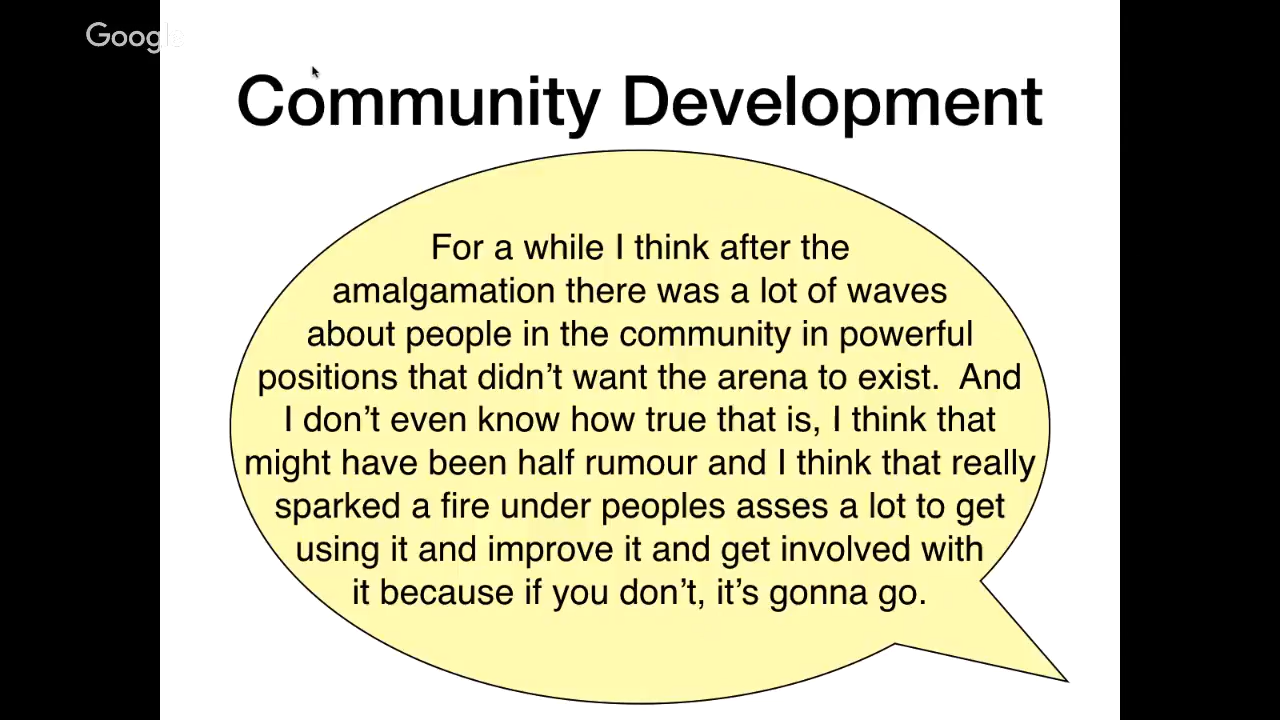 Google
Community Development
For a while I think after the
amalgamation there was a lot of waves
about people in the community in powerful
positions that didn’t want the arena to exist.  And
I don’t even know how true that is, I think that
might have been half rumour and I think that really
sparked a fire under peoples asses a lot to get
using it and improve it and get involved with
it because if you don’t, it’s gonna go.